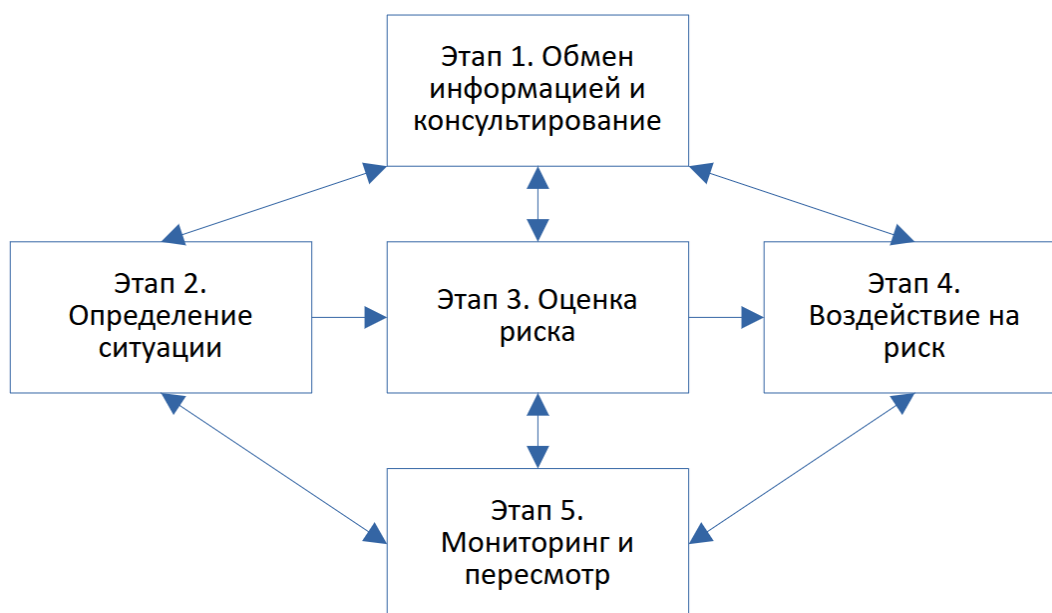 Этап 1. Обмен
информацией и
консультирование
Этап 2.
Определение
ситуации
Этап 3. Оценка
риска
Этап 4.
Воздействие на
риск
Этап 5.
Мониторинг и
пересмотр